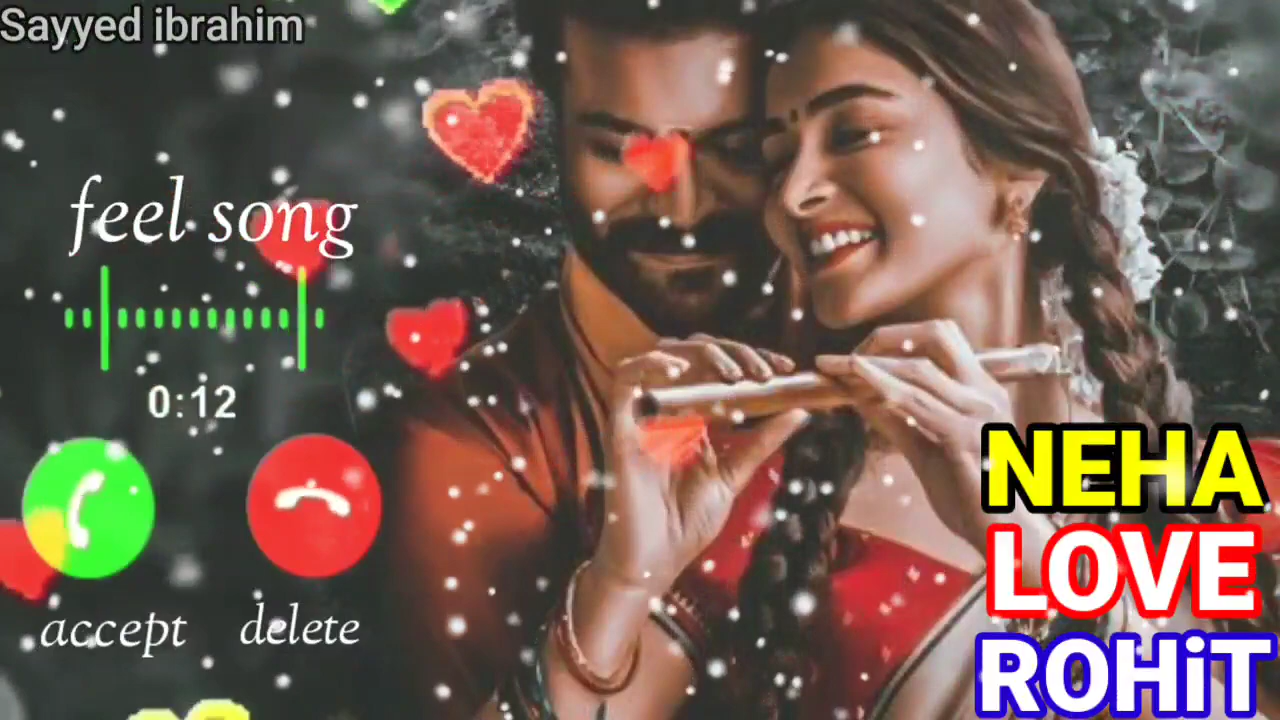 Sayyed ibrahim
feel song
0:12
accept delete
NEHA
LOVE
ROHiT